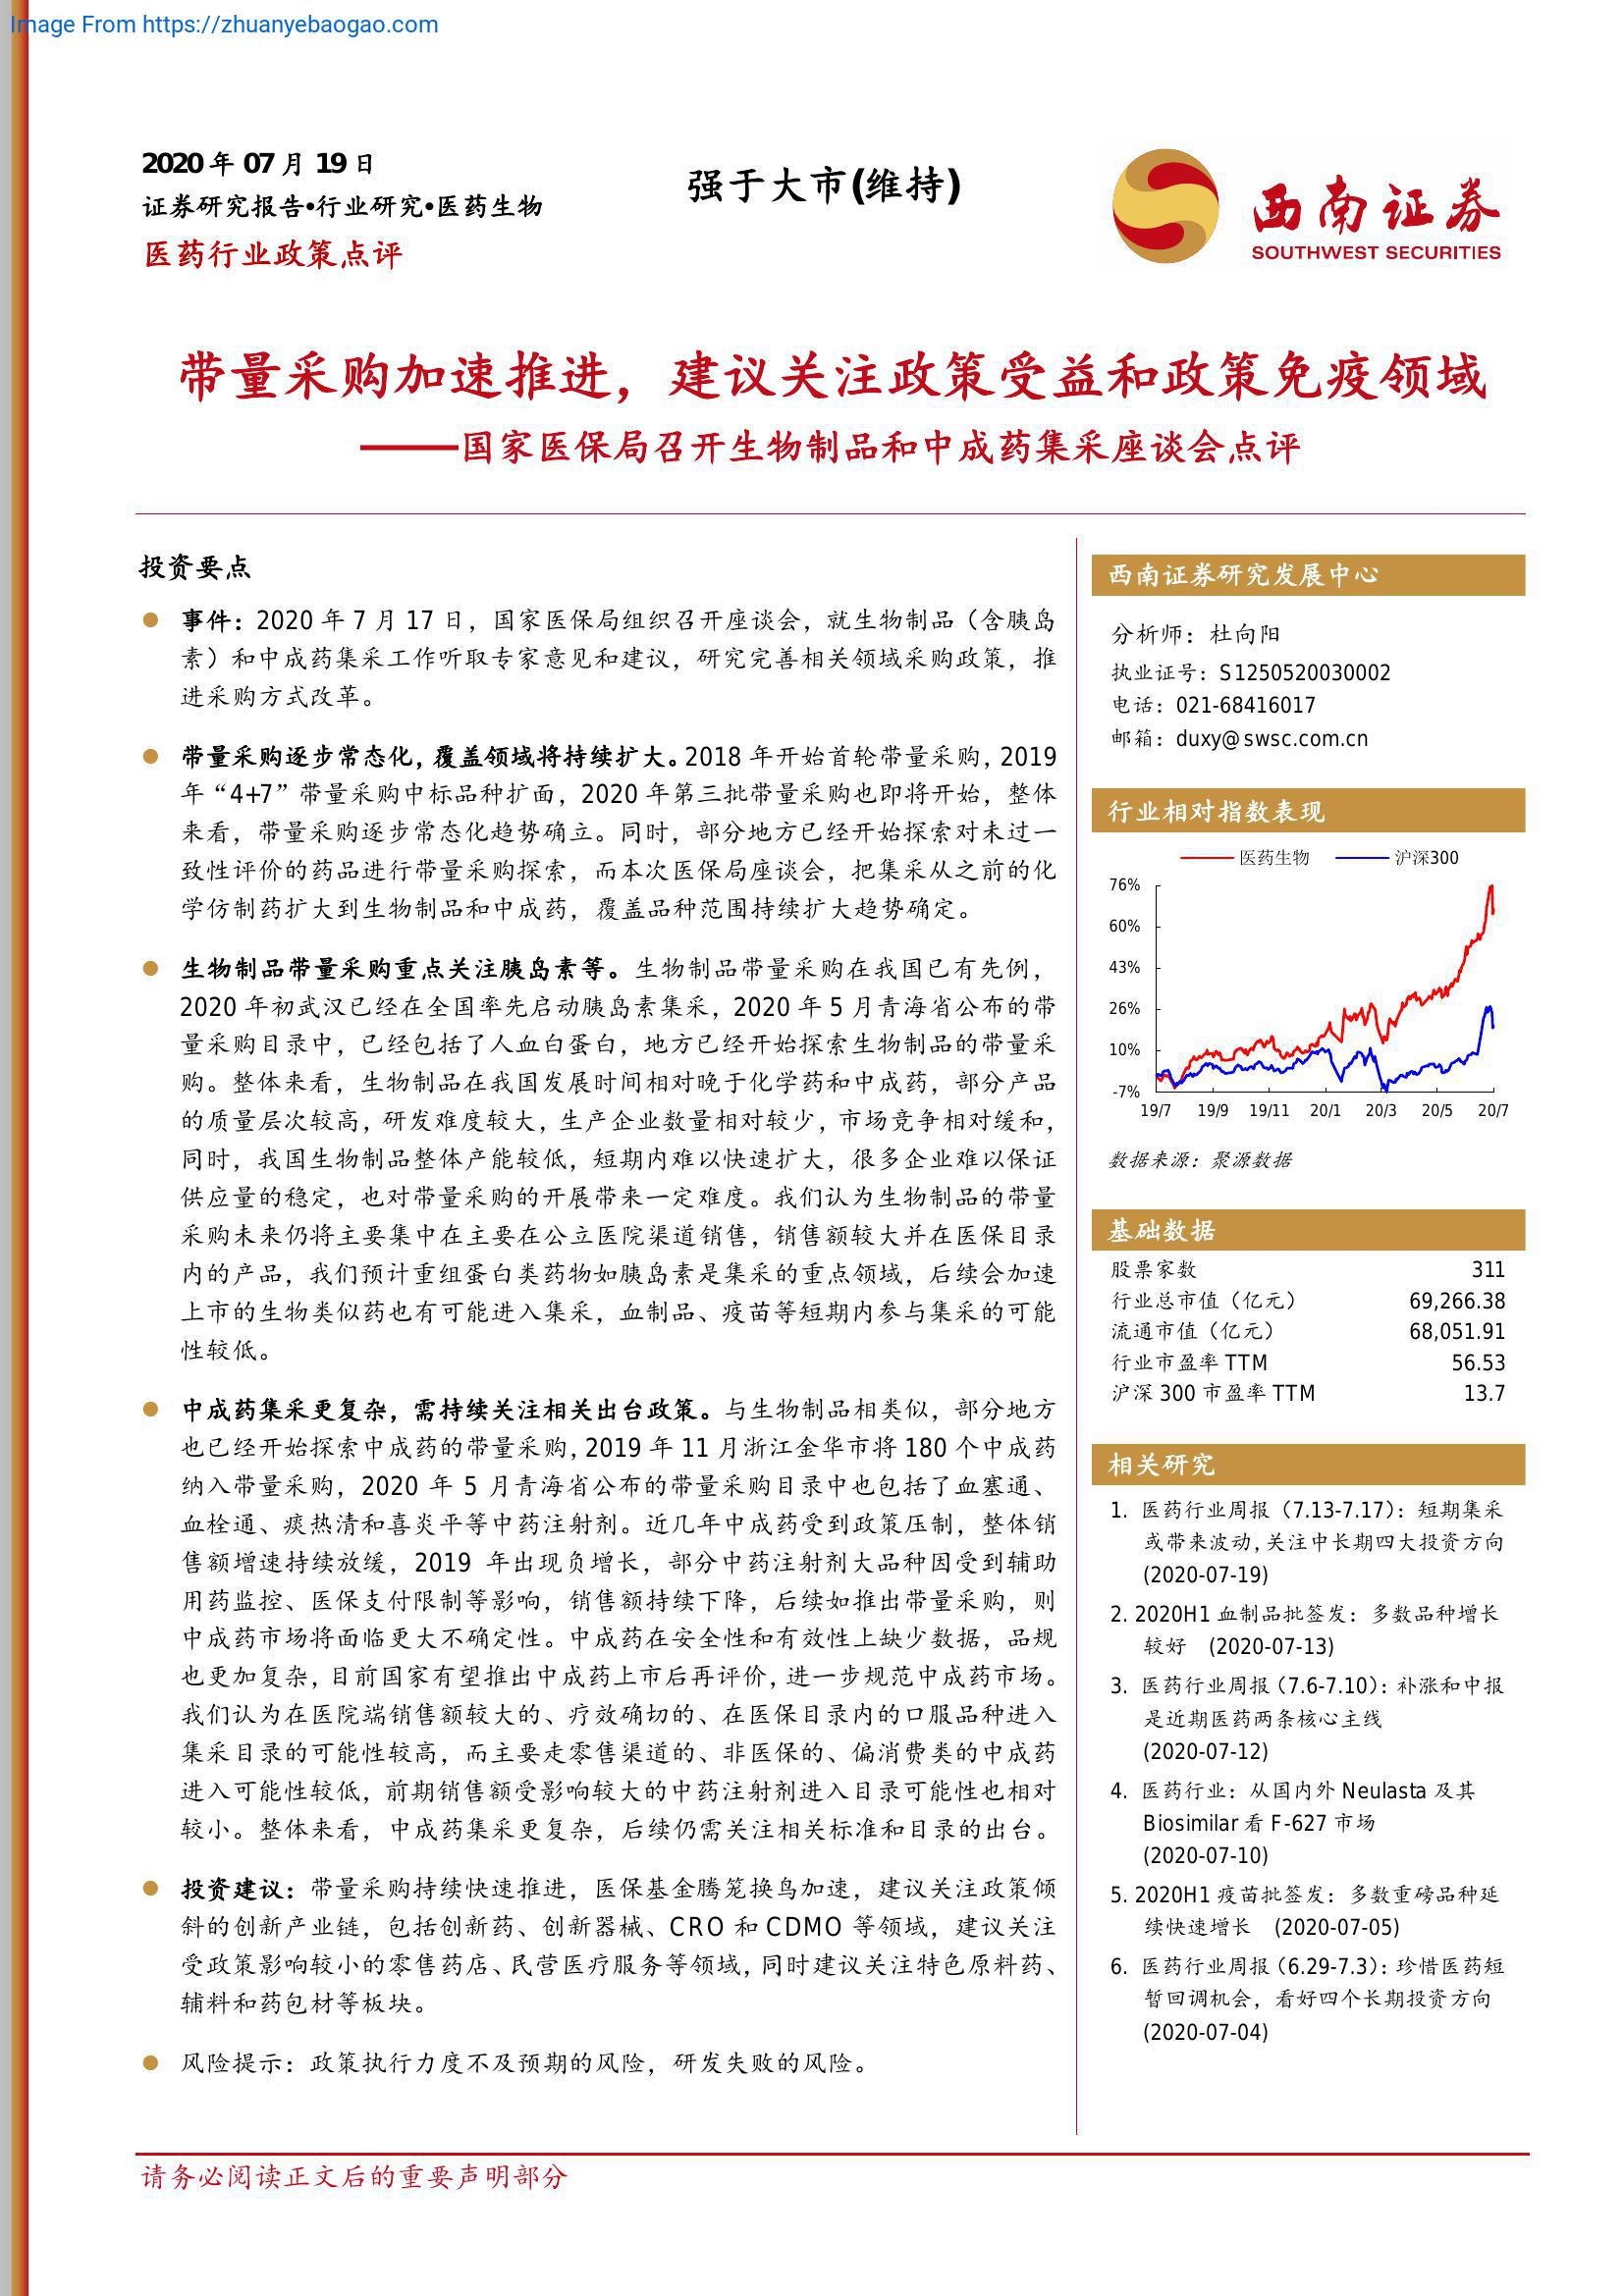 Image From https://zhuanyebaogao.com
2020 年 07 月 19 日
证券研究报告•行业研究•医药生物
医药行业政策点评
强于大市(维持)
西南证券
SOUTHWEST SECURITIES
带量采购加速推进，建议关注政策受益和政策免疫领域
——国家医保局召开生物制品和中成药集采座谈会点评
投资要点
事件：2020 年 7 月 17 日，国家医保局组织召开座谈会，就生物制品（含胰岛
素）和中成药集采工作听取专家意见和建议，研究完善相关领域采购政策，推
进采购方式改革。
带量采购逐步常态化，覆盖领域将持续扩大。2018 年开始首轮带量采购，2019
年“4+7”带量采购中标品种扩面，2020 年第三批带量采购也即将开始，整体
来看，带量采购逐步常态化趋势确立。同时，部分地方已经开始探索对未过一
致性评价的药品进行带量采购探索，而本次医保局座谈会，把集采从之前的化
学仿制药扩大到生物制品和中成药，覆盖品种范围持续扩大趋势确定。
生物制品带量采购重点关注胰岛素等。生物制品带量采购在我国已有先例，
2020 年初武汉已经在全国率先启动胰岛素集采，2020 年 5 月青海省公布的带
量采购目录中，已经包括了人血白蛋白，地方已经开始探索生物制品的带量采
购。整体来看，生物制品在我国发展时间相对晚于化学药和中成药，部分产品
的质量层次较高，研发难度较大，生产企业数量相对较少，市场竞争相对缓和，
同时，我国生物制品整体产能较低，短期内难以快速扩大，很多企业难以保证
供应量的稳定，也对带量采购的开展带来一定难度。我们认为生物制品的带量
采购未来仍将主要集中在主要在公立医院渠道销售，销售额较大并在医保目录
内的产品，我们预计重组蛋白类药物如胰岛素是集采的重点领域，后续会加速
上市的生物类似药也有可能进入集采，血制品、疫苗等短期内参与集采的可能
性较低。
中成药集采更复杂，需持续关注相关出台政策。与生物制品相类似，部分地方
也已经开始探索中成药的带量采购，2019 年 11 月浙江金华市将 180 个中成药
纳入带量采购，2020 年 5 月青海省公布的带量采购目录中也包括了血塞通、
血栓通、痰热清和喜炎平等中药注射剂。近几年中成药受到政策压制，整体销
售额增速持续放缓，2019 年出现负增长，部分中药注射剂大品种因受到辅助
用药监控、医保支付限制等影响，销售额持续下降，后续如推出带量采购，则
中成药市场将面临更大不确定性。中成药在安全性和有效性上缺少数据，品规
也更加复杂，目前国家有望推出中成药上市后再评价，进一步规范中成药市场。
我们认为在医院端销售额较大的、疗效确切的、在医保目录内的口服品种进入
集采目录的可能性较高，而主要走零售渠道的、非医保的、偏消费类的中成药
进入可能性较低，前期销售额受影响较大的中药注射剂进入目录可能性也相对
较小。整体来看，中成药集采更复杂，后续仍需关注相关标准和目录的出台。
投资建议：带量采购持续快速推进，医保基金腾笼换鸟加速，建议关注政策倾
斜的创新产业链，包括创新药、创新器械、CRO 和 CDMO 等领域，建议关注
受政策影响较小的零售药店、民营医疗服务等领域，同时建议关注特色原料药、
辅料和药包材等板块。
风险提示：政策执行力度不及预期的风险，研发失败的风险。
西南证券研究发展中心
分析师：杜向阳
执业证号：S1250520030002
电话：021-68416017
邮箱：duxy@swsc.com.cn
行业相对指数表现
医药生物 沪深300
76%
60%
43%
26%
10%
-7%
19/7 19/9 19/11 20/1 20/3 20/5 20/7
数据来源：聚源数据
基础数据
股票家数 311
行业总市值（亿元） 69,266.38
流通市值（亿元） 68,051.91
行业市盈率 TTM 56.53
沪深 300 市盈率 TTM 13.7
相关研究
1. 医药行业周报（7.13-7.17）：短期集采
或带来波动，关注中长期四大投资方向
(2020-07-19)
2. 2020H1 血制品批签发：多数品种增长
较好 (2020-07-13)
3. 医药行业周报（7.6-7.10）：补涨和中报
是近期医药两条核心主线
(2020-07-12)
4. 医药行业：从国内外 Neulasta 及其
Biosimilar 看 F-627 市场
(2020-07-10)
5. 2020H1 疫苗批签发：多数重磅品种延
续快速增长 (2020-07-05)
6. 医药行业周报（6.29-7.3）：珍惜医药短
暂回调机会，看好四个长期投资方向
(2020-07-04)
请务必阅读正文后的重要声明部分